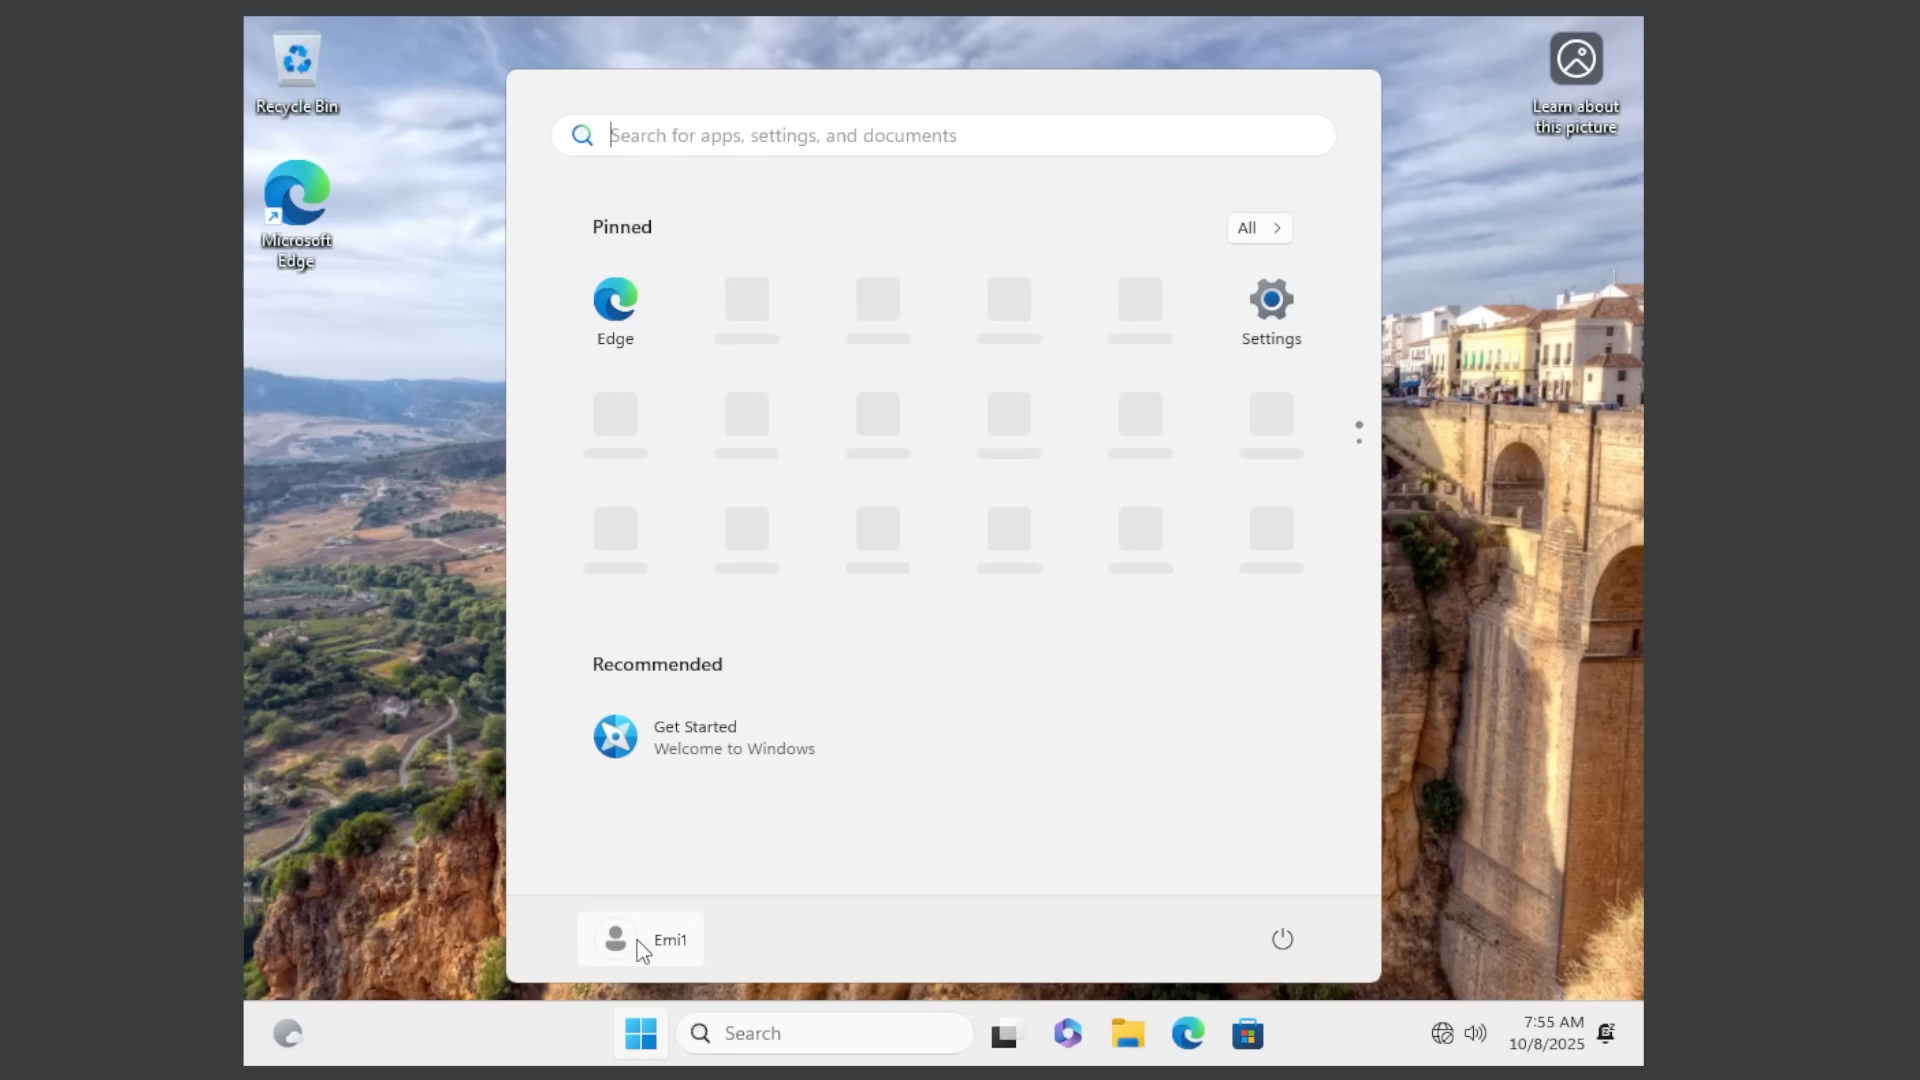 Recycle Bin
Microsoft
Edge
Learn about
this picture
Search for apps, settings, and documents
Pinned
All
Edge
Settings
Recommended
Get Started
Welcome to Windows
Emi1
Search
7:55 AM
10/8/2025